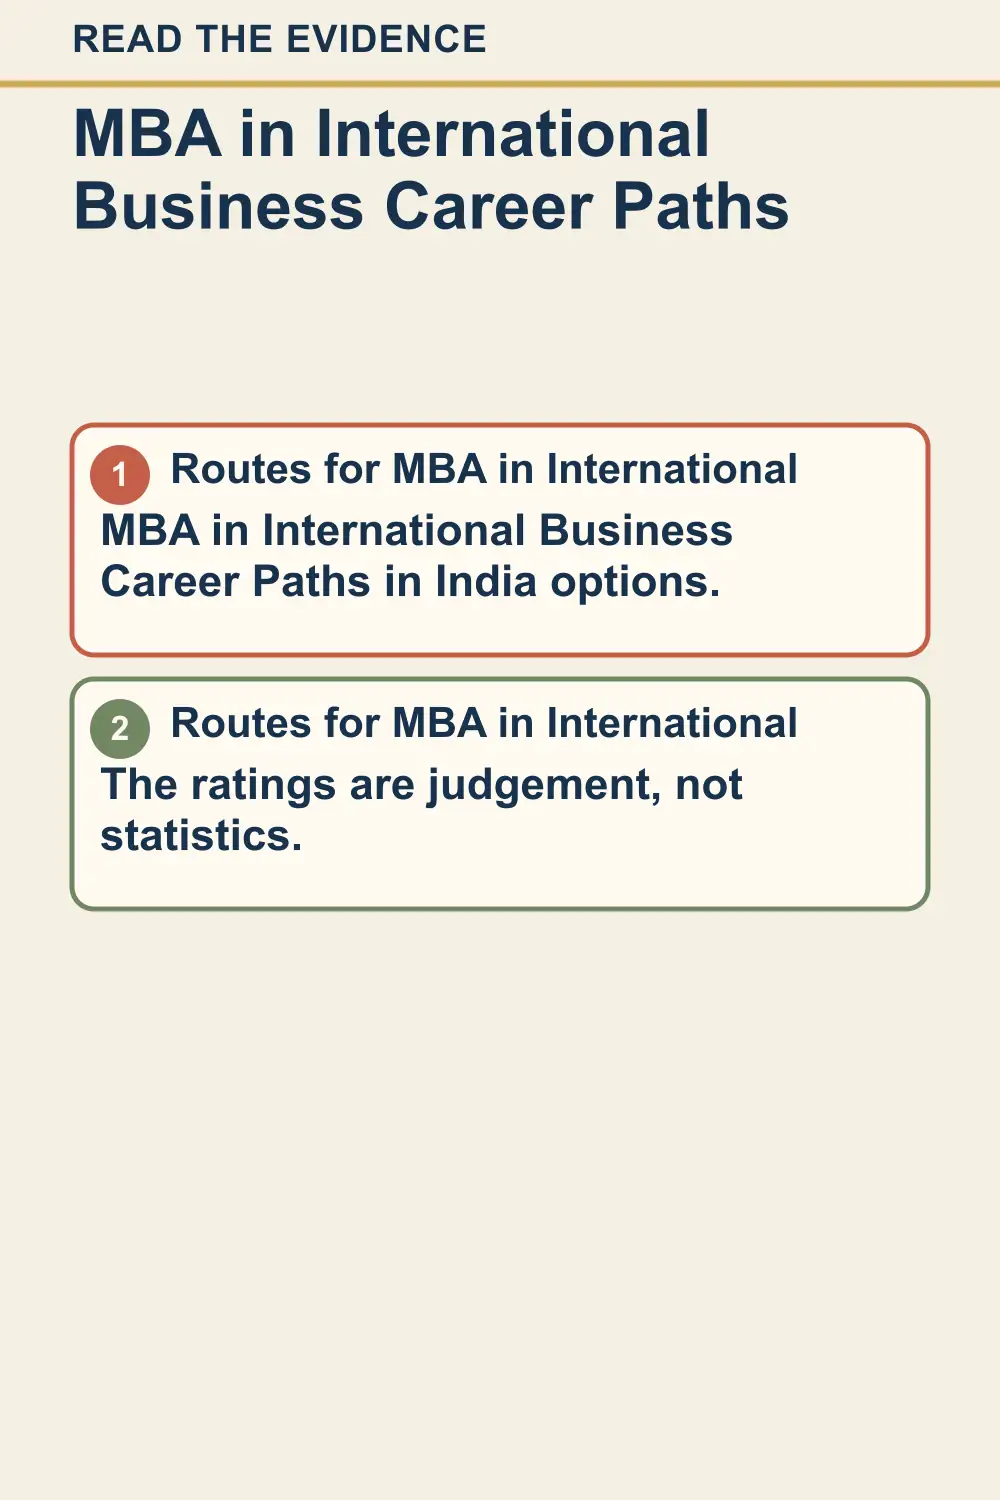 READ THE EVIDENCE
MBA in International
Business Career Paths
1 Routes for MBA in International
MBA in International Business
Career Paths in India options.
2 Routes for MBA in International
The ratings are judgement, not
statistics.